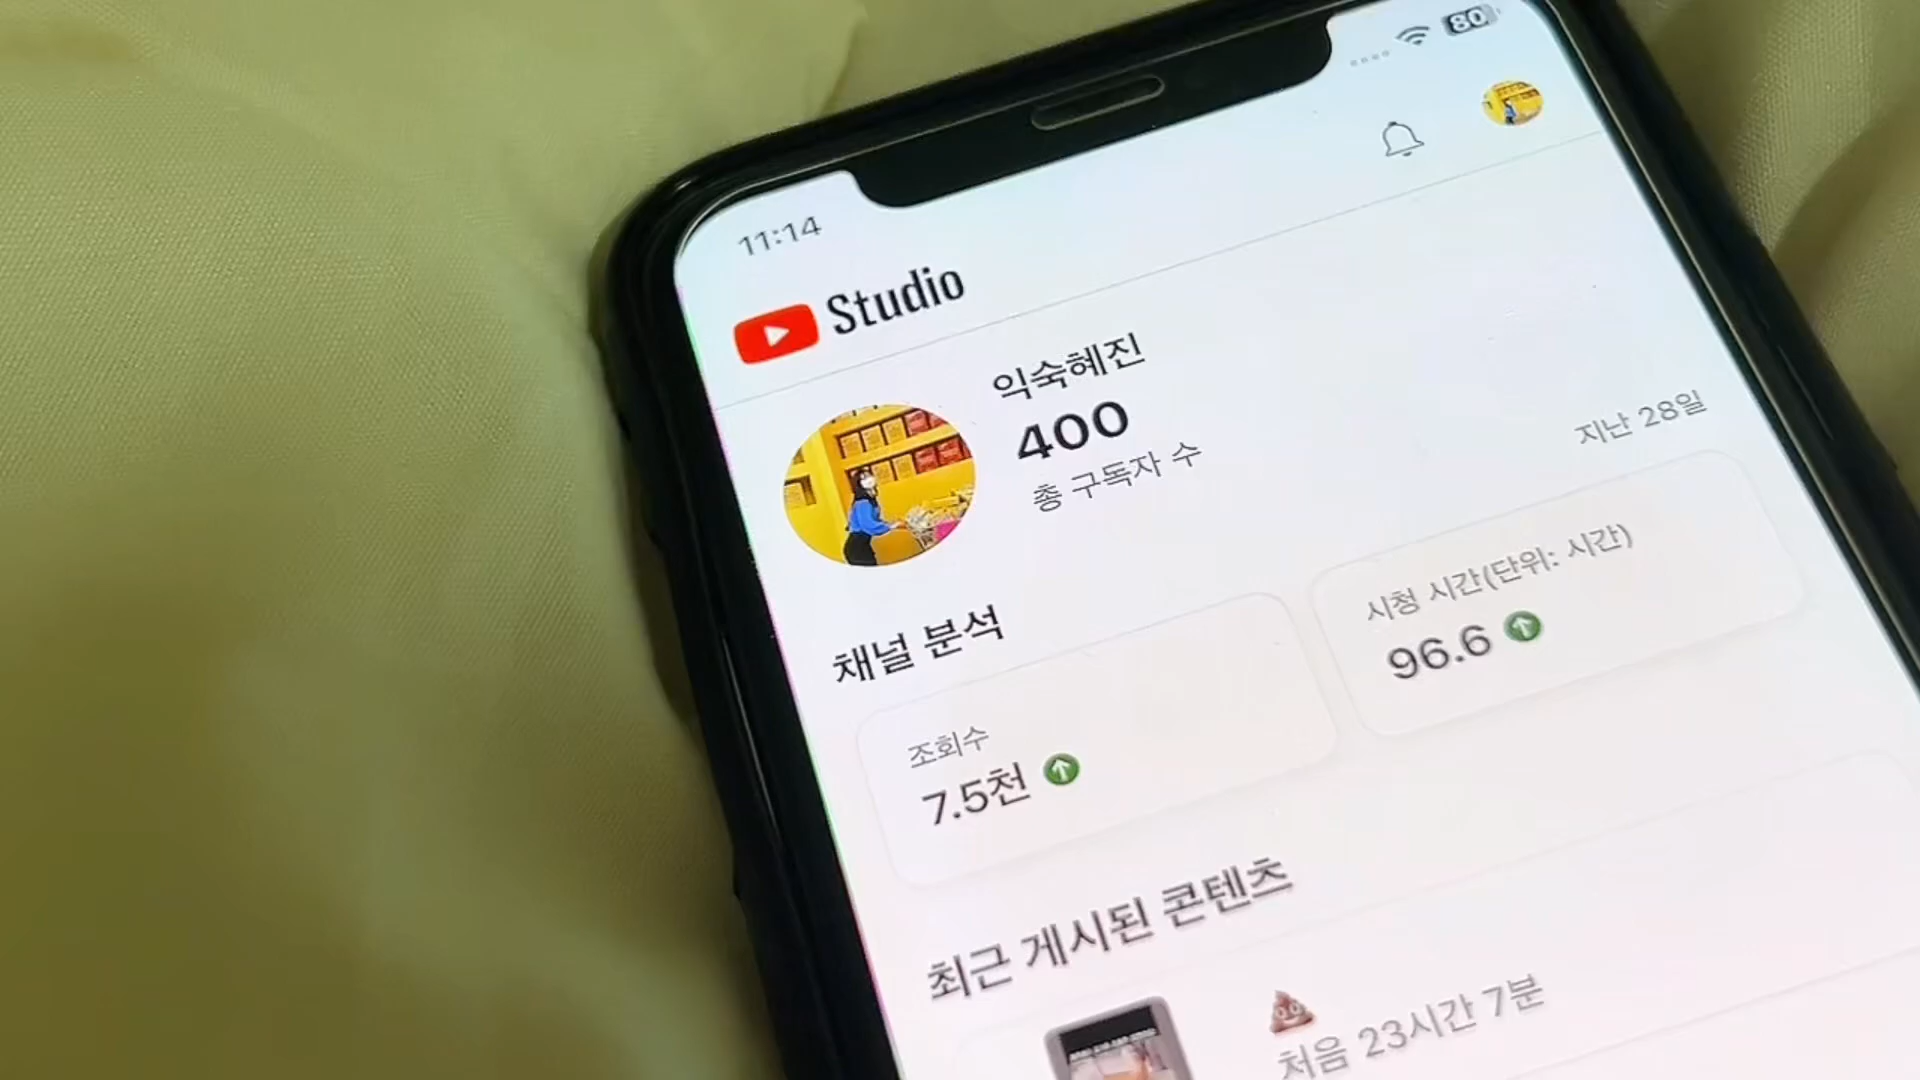 80
11:14
Studio
익숙혜진
400
총 구독자 수
지난 28일
채널 분석
조회수
7.5천
시청 시간(단위: 시간)
96.6
최근 게시된 콘텐츠
💩
처음 23시간 7분